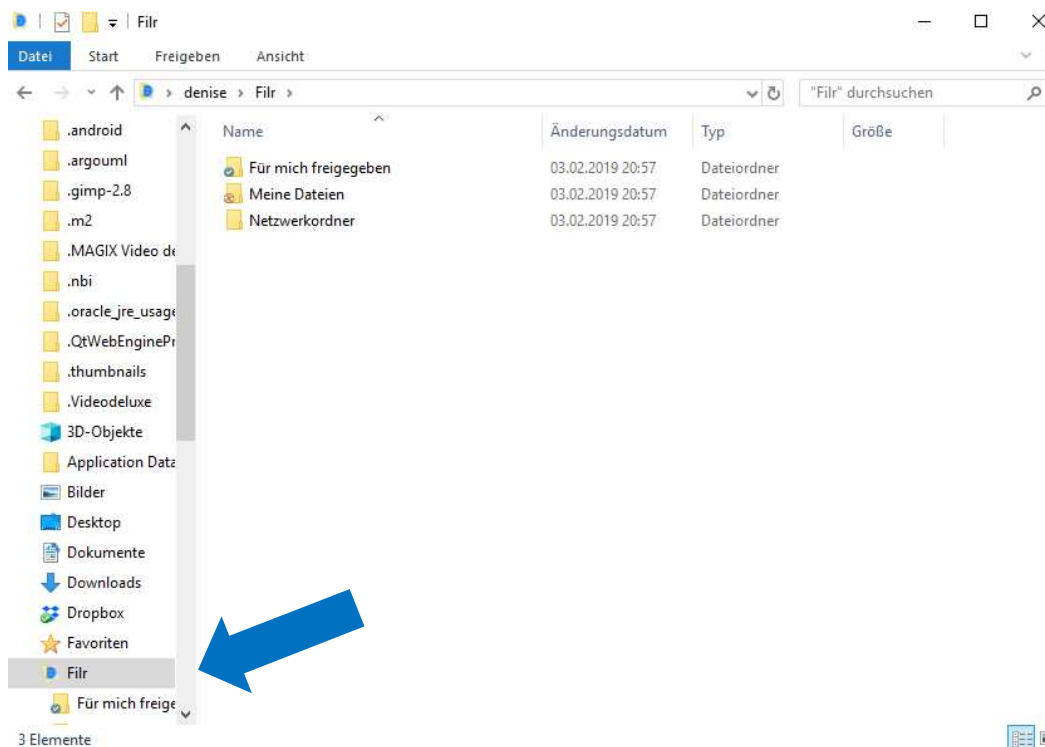 Filr
Datei Start Freigeben Ansicht
denise › Filr › "Filr" durchsuchen
Name Änderungsdatum Typ Größe
Für mich freigegeben 03.02.2019 20:57 Dateiordner
Meine Dateien 03.02.2019 20:57 Dateiordner
Netzwerkordner 03.02.2019 20:57 Dateiordner
.android
.argouml
.gimp-2.8
.m2
.MAGIX Video de
.nbi
.oracle_jre_usage
.QtWebEnginePr
.thumbnails
.Videodeluxe
3D-Objekte
Application Data
Bilder
Desktop
Dokumente
Downloads
Dropbox
Favoriten
Filr
Für mich freige
3 Elemente